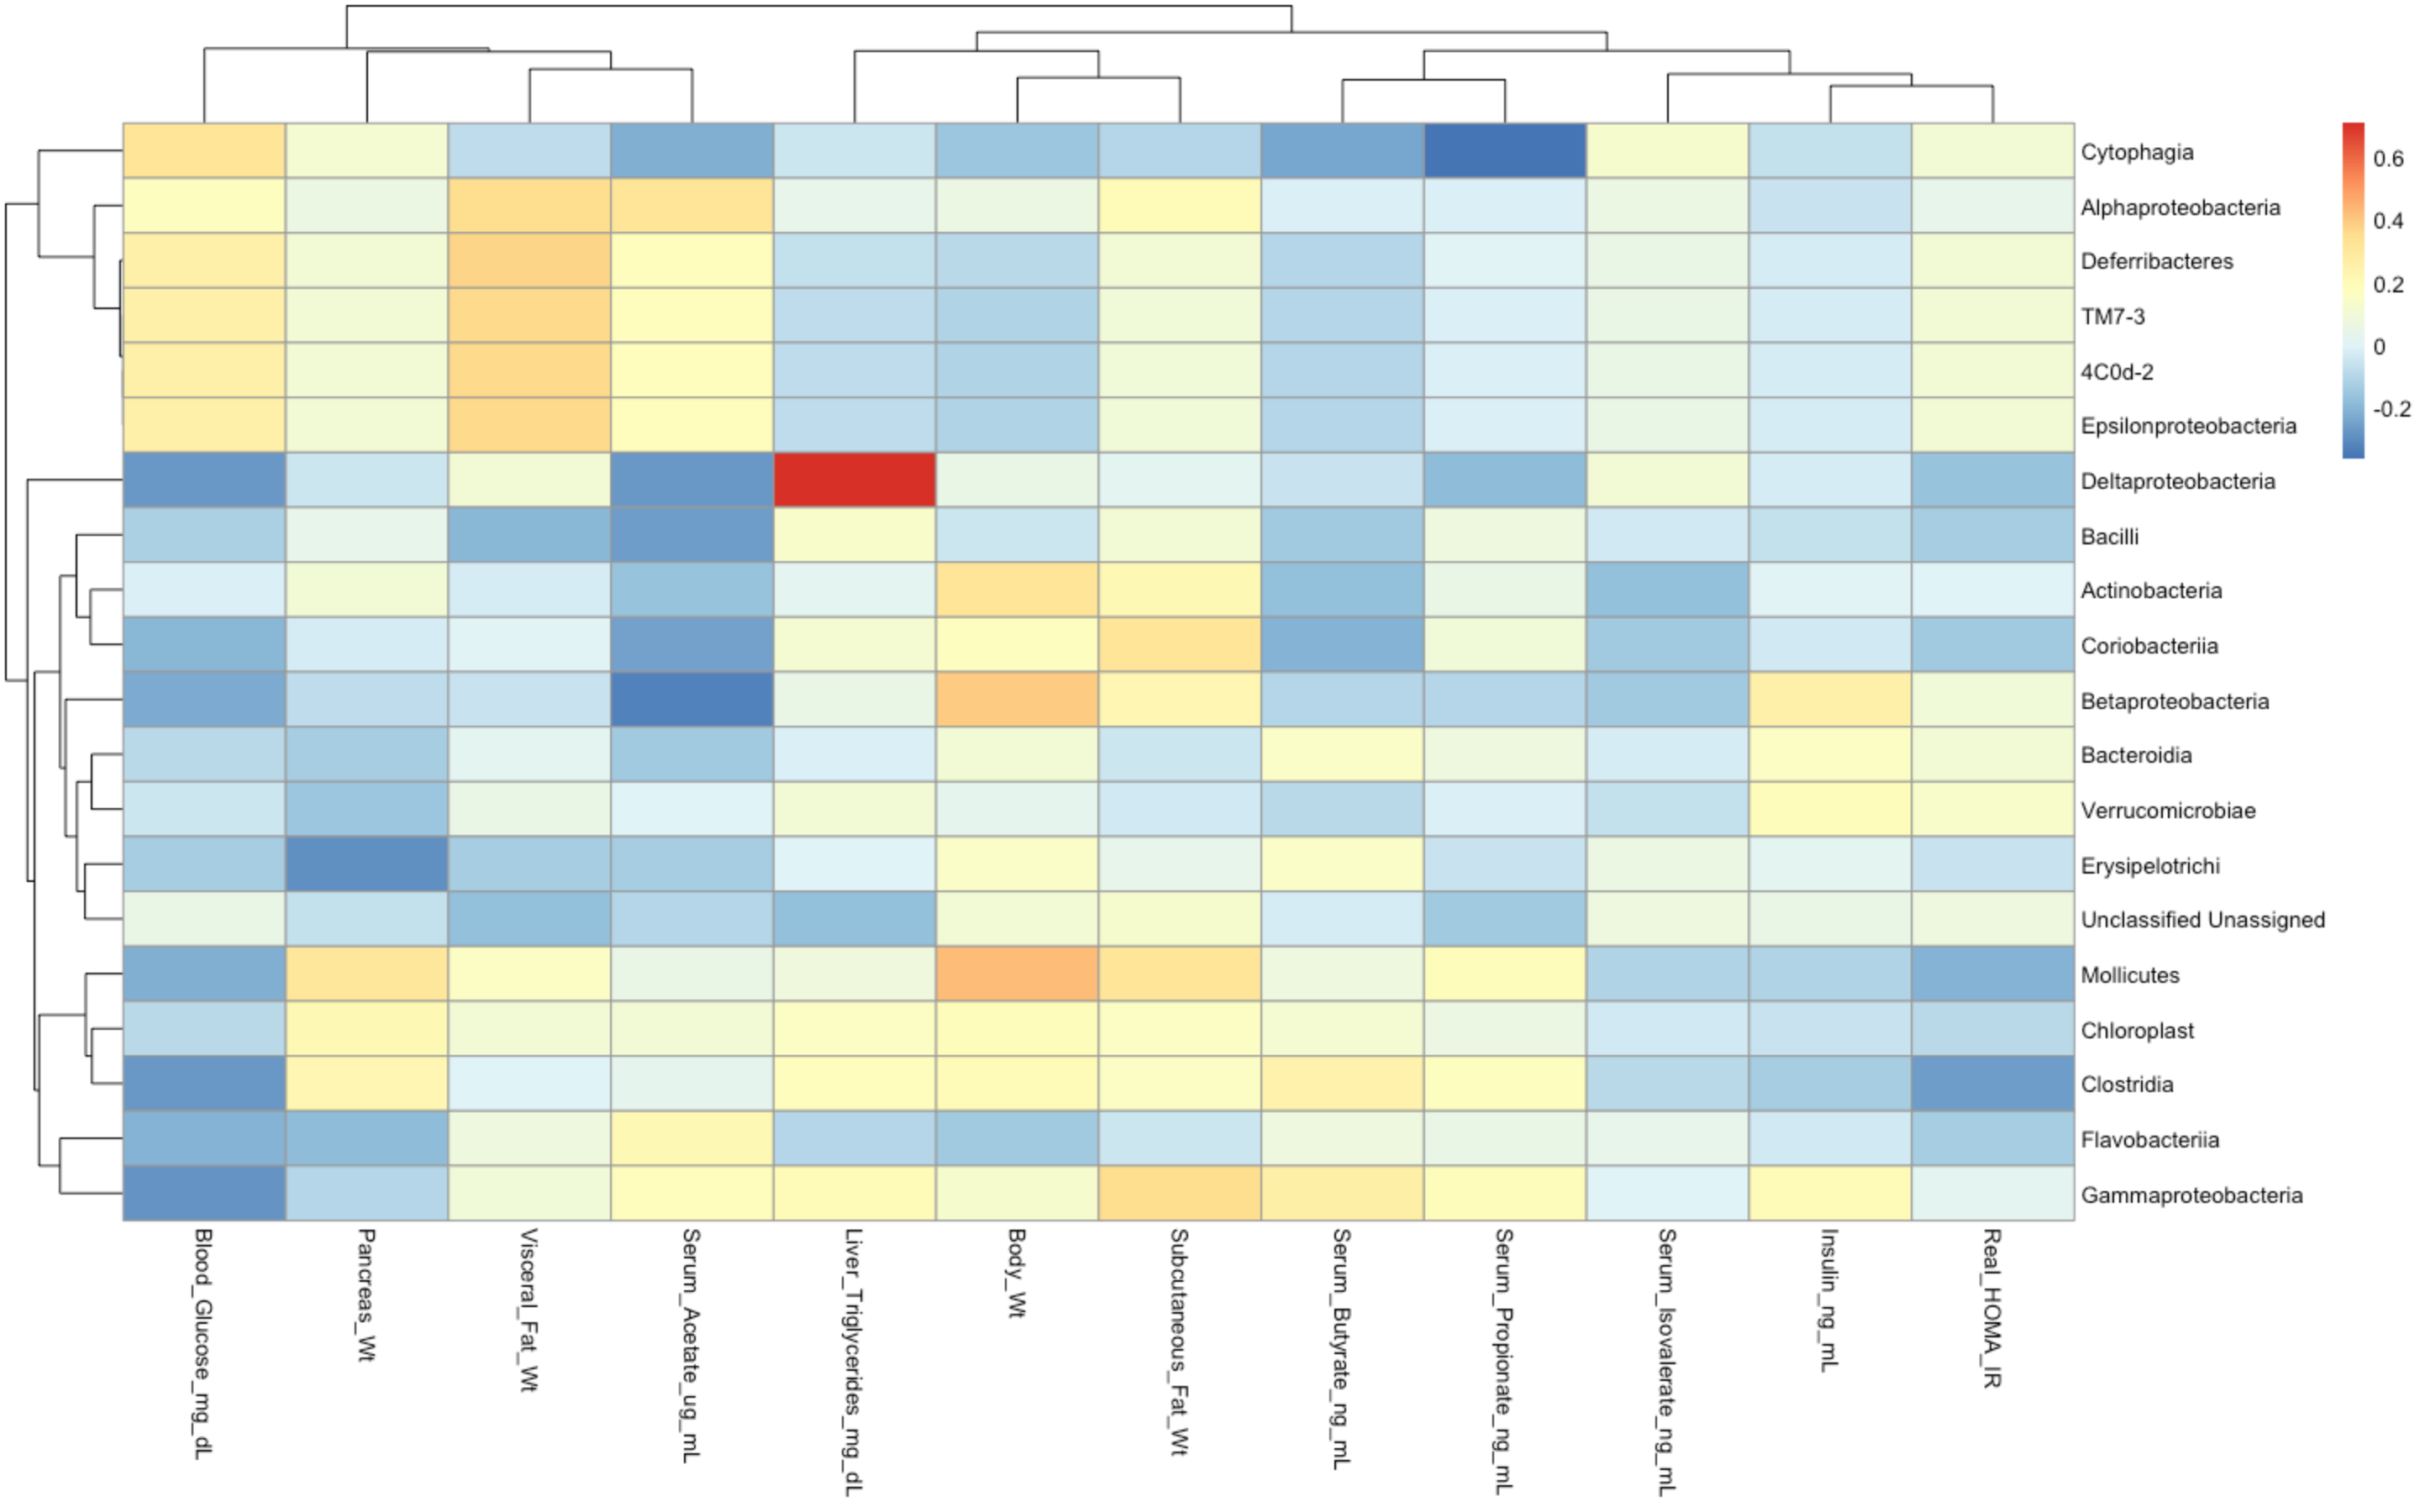 Cytophagia
Alphaproteobacteria
Deferribacteres
TM7-3
4C0d-2
Epsilonproteobacteria
Deltaproteobacteria
Bacilli
Actinobacteria
Coriobacteriia
Betaproteobacteria
Bacteroidia
Verrucomicrobiae
Erysipelotrichi
Unclassified Unassigned
Mollicutes
Chloroplast
Clostridia
Flavobacteriia
Gammaproteobacteria
0.6
0.4
0.2
0
-0.2
Blood_Glucose_mg_dL
Pancreas_Wt
Visceral_Fat_Wt
Serum_Acetate_ug_mL
Liver_Triglycerides_mg_dL
Body_Wt
Subcutaneous_Fat_Wt
Serum_Butyrate_ng_mL
Serum_Propionate_ng_mL
Serum_Isovalerate_ng_mL
Insulin_ng_mL
Real_HOMA_IR